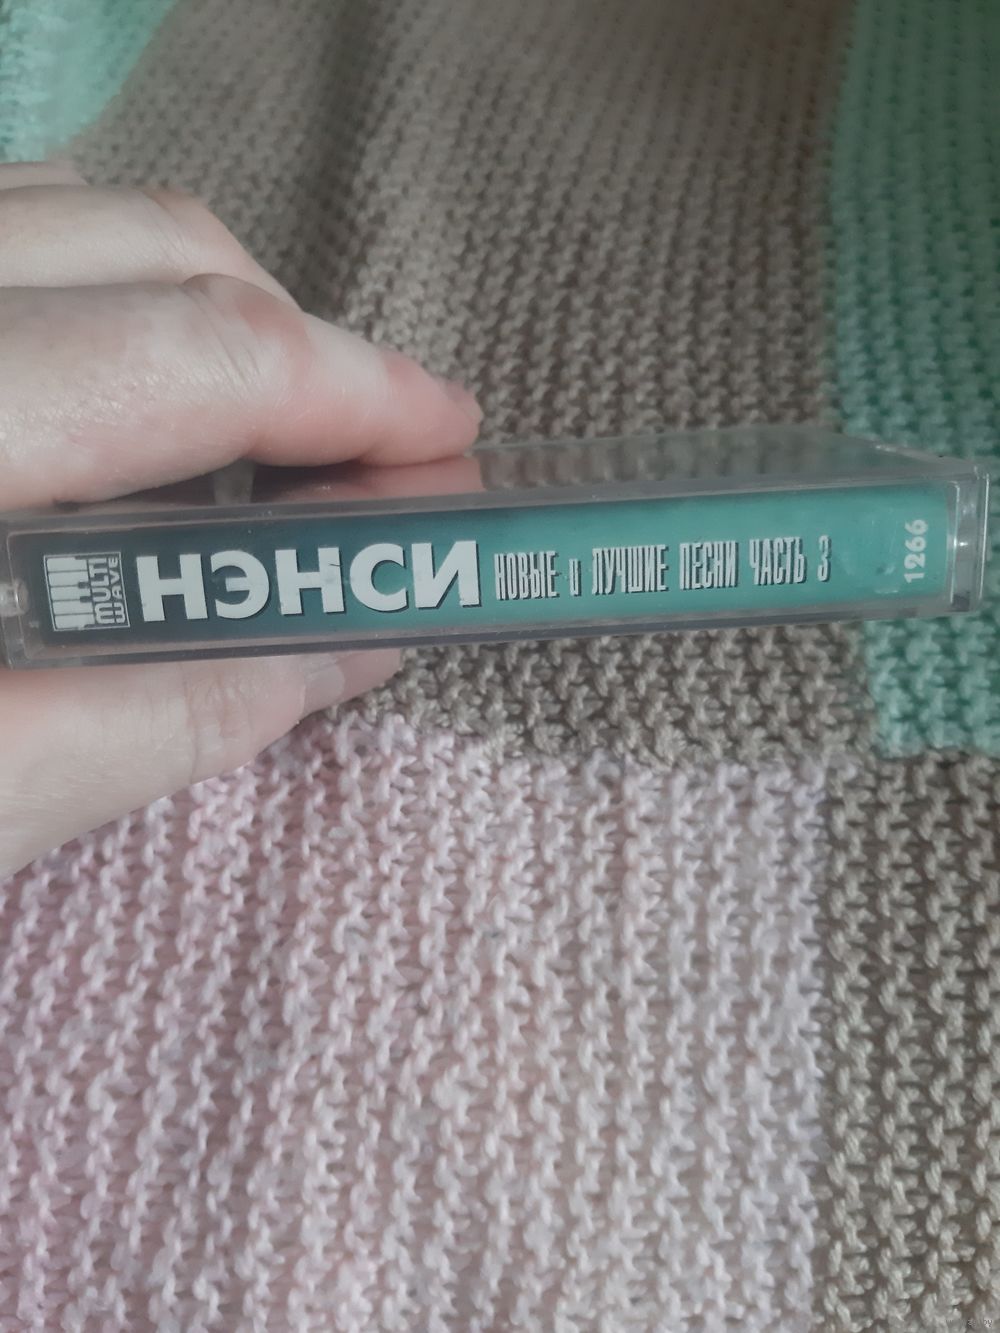 MULTI
WAVE
НЭНСИ НОВЫЕ и ЛУЧШИЕ ПЕСНИ ЧАСТЬ 3
1266